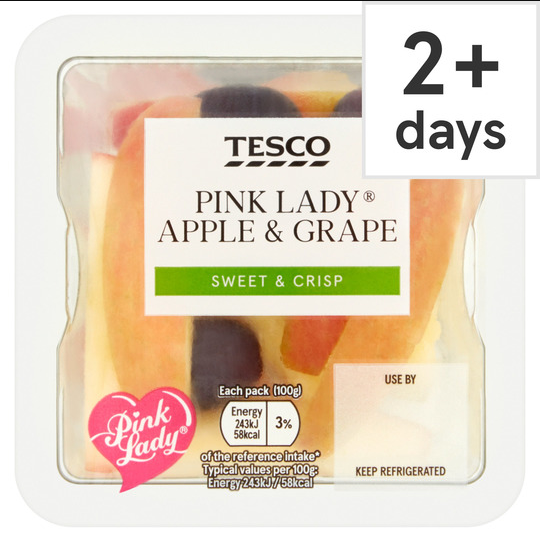 2+
days
TESCO
PINK LADY®
APPLE & GRAPE
SWEET & CRISP
Pink
Lady®
Each pack (100g)
Energy
243kJ
58kcal
3%
of the reference intake*
Typical values per 100g:
Energy 243kJ / 58kcal
USE BY
KEEP REFRIGERATED